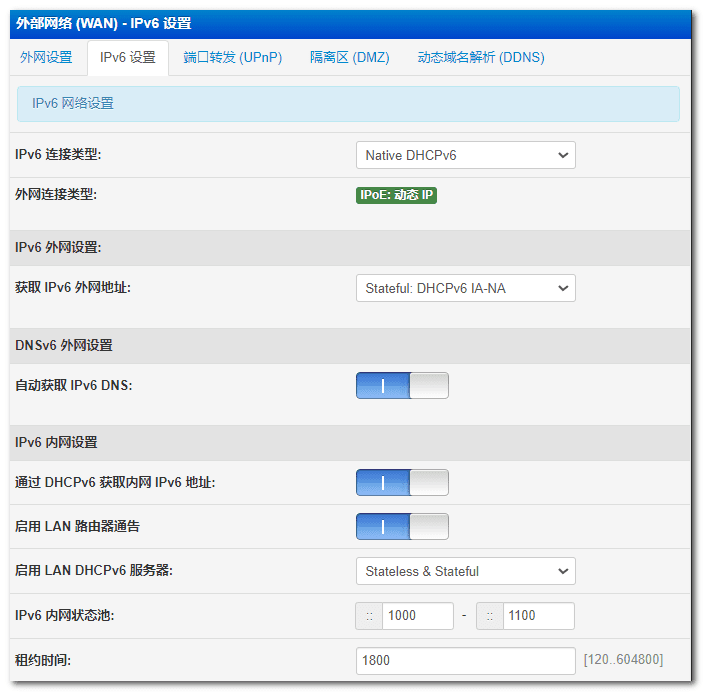 外部网络 (WAN) - IPv6 设置
外网设置 IPv6 设置 端口转发 (UPnP) 隔离区 (DMZ) 动态域名解析 (DDNS)
IPv6 网络设置
IPv6 连接类型: Native DHCPv6
外网连接类型: IPoE: 动态 IP
IPv6 外网设置:
获取 IPv6 外网地址: Stateful: DHCPv6 IA-NA
DNSv6 外网设置
自动获取 IPv6 DNS:
IPv6 内网设置
通过 DHCPv6 获取内网 IPv6 地址:
启用 LAN 路由器通告
启用 LAN DHCPv6 服务器: Stateless & Stateful
IPv6 内网状态池: :: 1000 - :: 1100
租约时间: 1800 [120..604800]